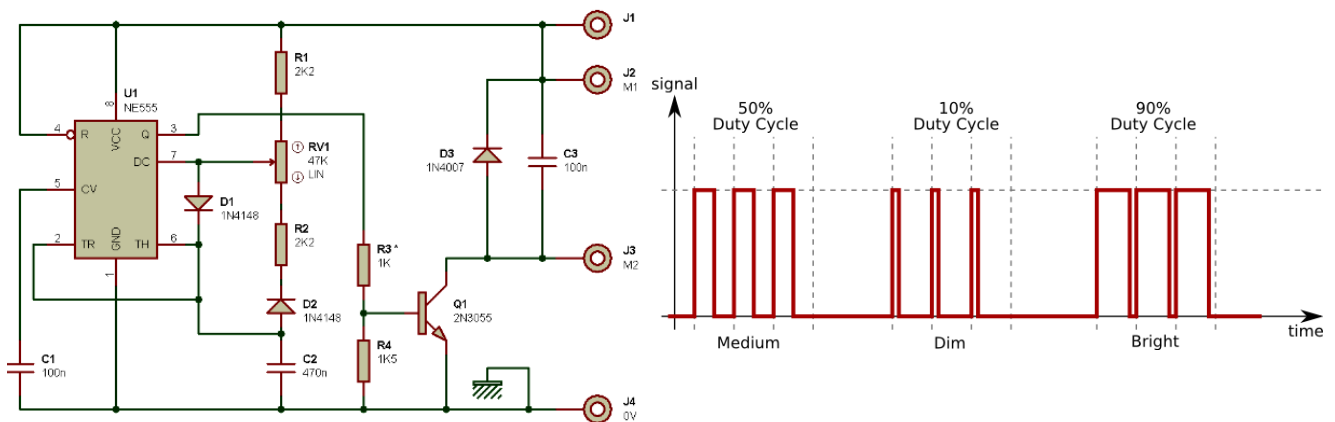 J1
R1
2K2
J2
M1
U1
NE555
8
4
R
VCC
Q
3
DC
7
RV1
47K
LIN
D3
1N4007
C3
100n
5
CV
D1
1N4148
2
TR
GND
TH
6
1
R2
2K2
R3*
1K
J3
M2
D2
1N4148
Q1
2N3055
C1
100n
C2
470n
R4
1K5
J4
0V
signal
50%
Duty Cycle
10%
Duty Cycle
90%
Duty Cycle
time
Medium
Dim
Bright